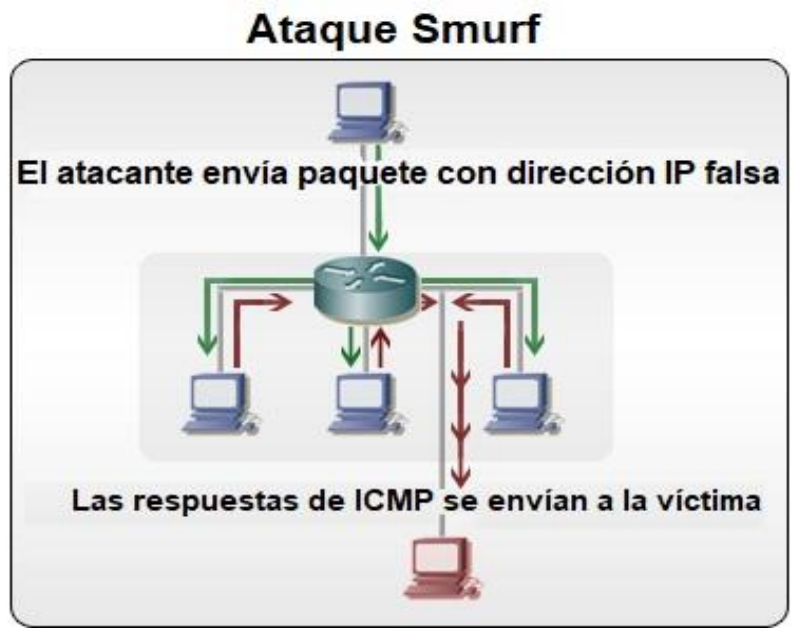 Ataque Smurf
El atacante envía paquete con dirección IP falsa
Las respuestas de ICMP se envían a la víctima